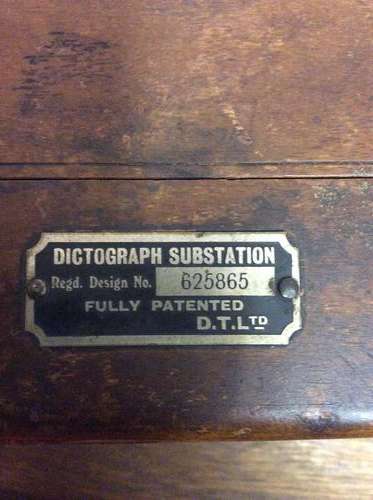 DICTOGRAPH SUBSTATION
Regd. Design No. 625865
FULLY PATENTED
D.T. LTD